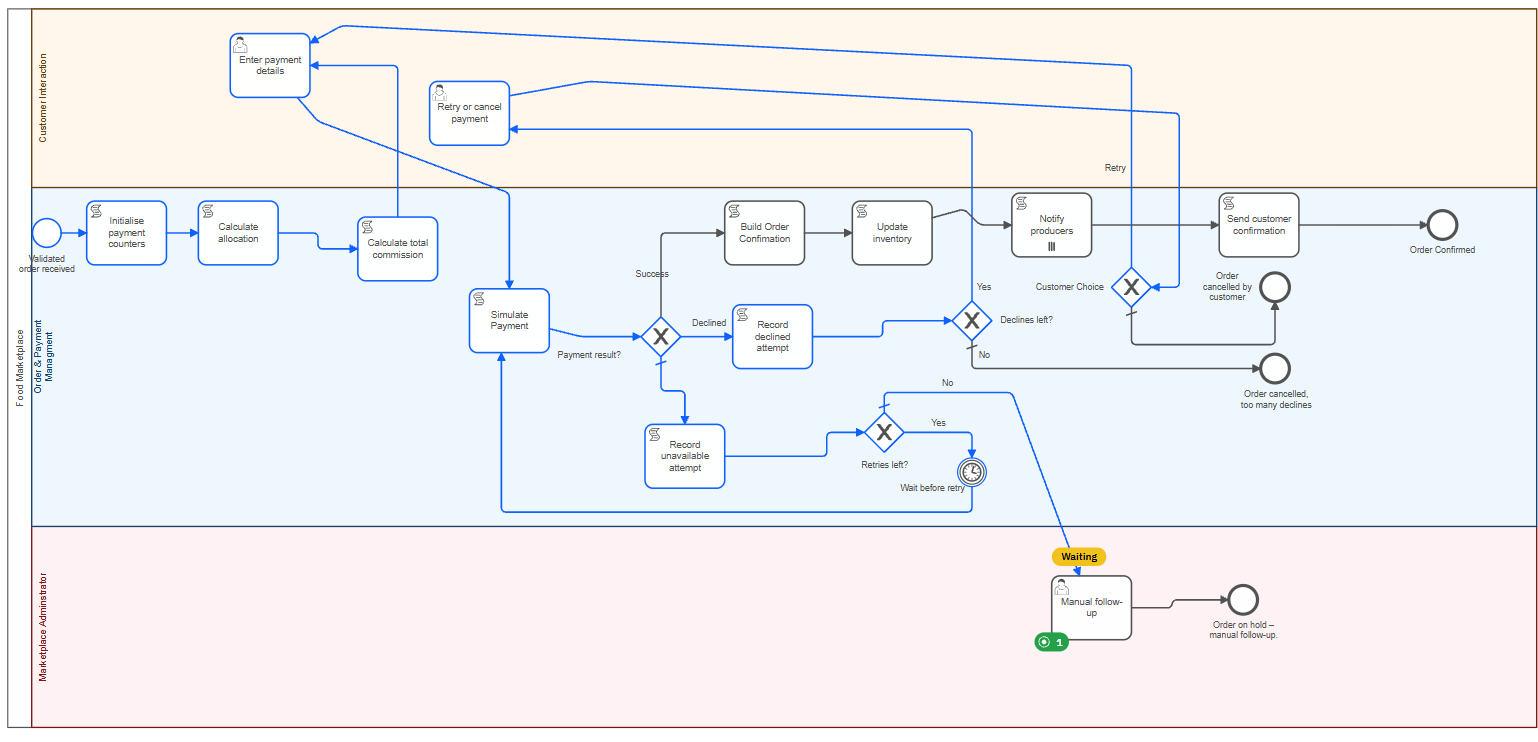 Food Marketplace
Customer Interaction
Enter payment
details
Retry or cancel
payment
Retry
Order & Payment
Managment
Validated
order received
Initialise
payment
counters
Calculate
allocation
Calculate total
commission
Simulate
Payment
Payment result?
Success
Declined
Build Order
Confimation
Update
inventory
Notify
producers
Send customer
confirmation
Order Confirmed
Record
declined
attempt
Yes
Declines left?
No
Customer Choice
Order
cancelled by
customer
Order cancelled,
too many declines
Record
unavailable
attempt
Retries left?
No
Yes
Wait before retry
Marketplace Adminstrator
Waiting
Manual follow-
up
1
Order on hold –
manual follow-up.